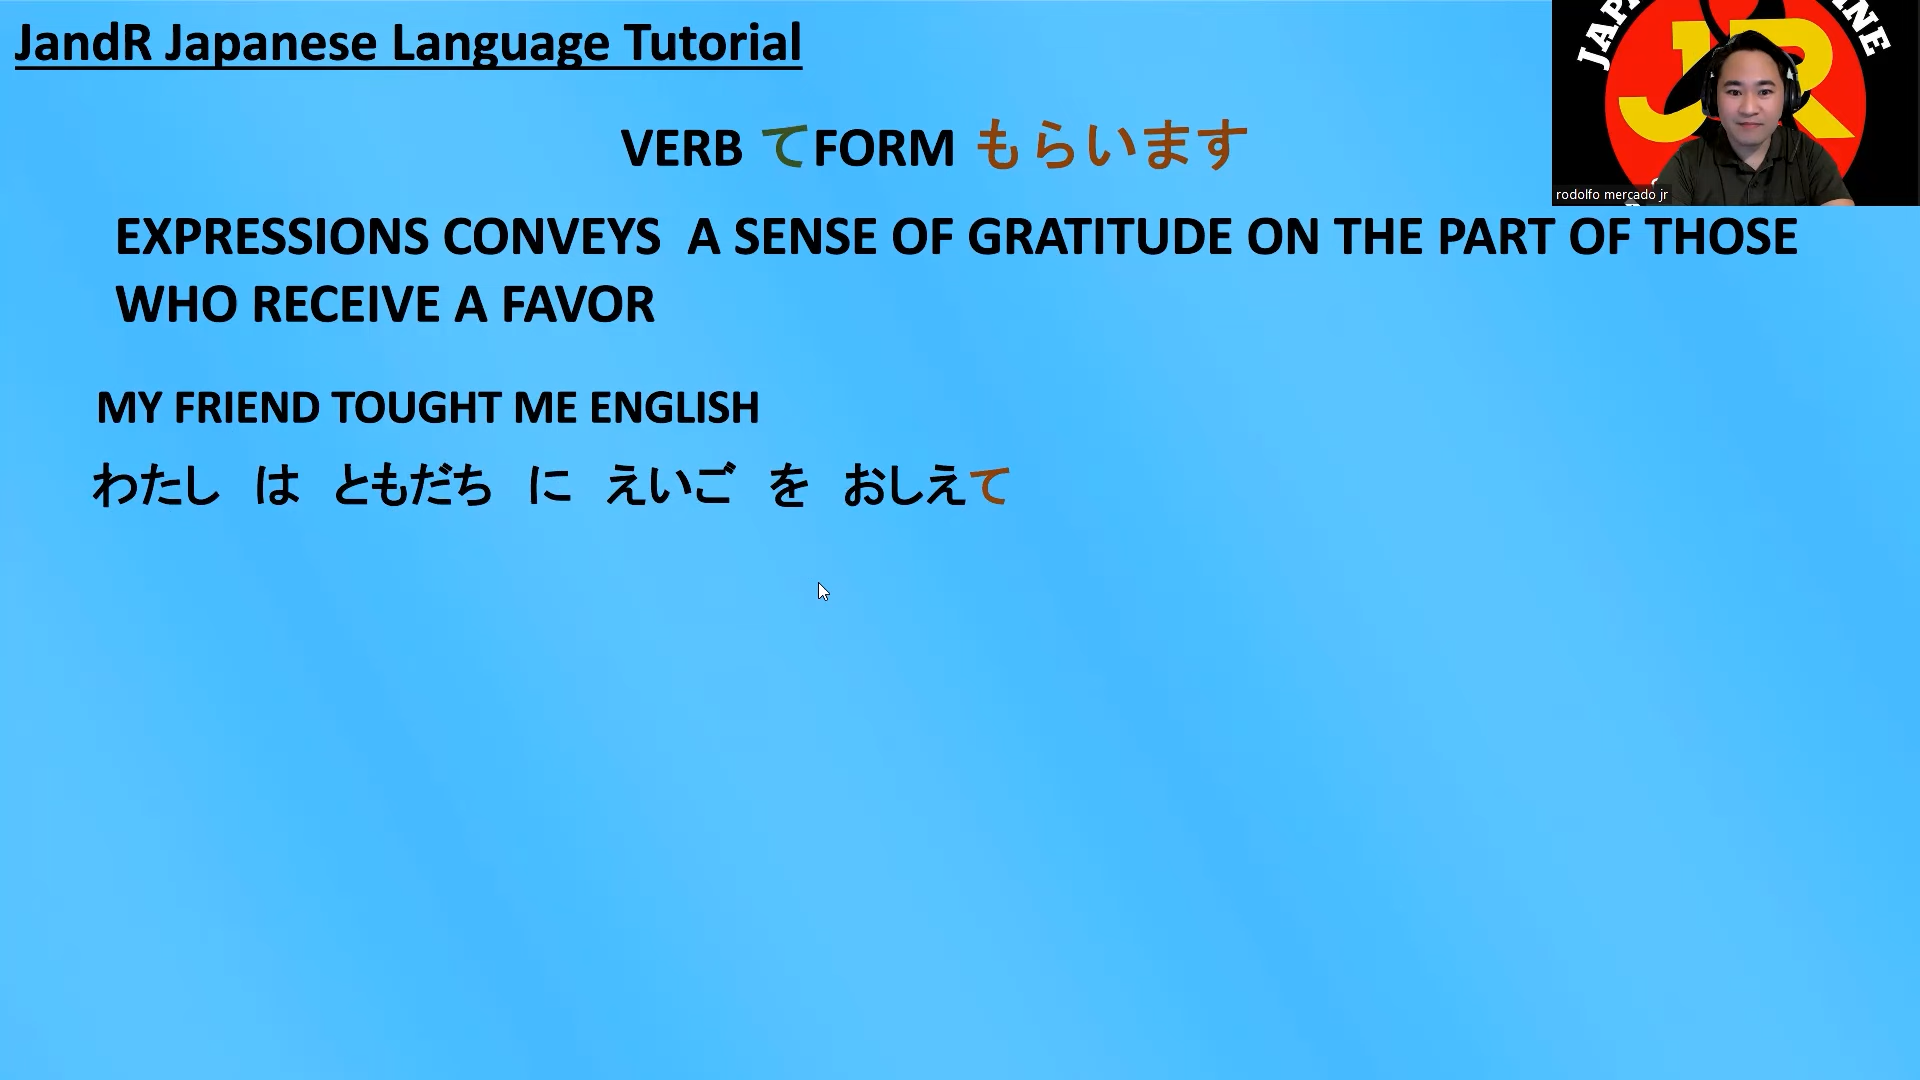 JandR Japanese Language Tutorial
VERB てFORM もらいます
EXPRESSIONS CONVEYS A SENSE OF GRATITUDE ON THE PART OF THOSE
WHO RECEIVE A FAVOR
MY FRIEND TOUGHT ME ENGLISH
わたし は ともだち に えいご を おしえて
JR
rodolfo mercado jr